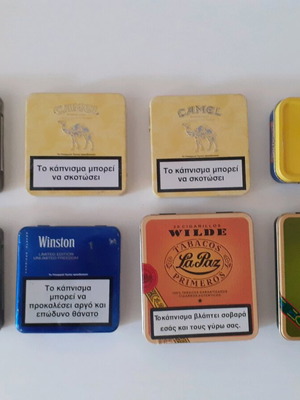 CAMEL
Το κάπνισμα μπορεί
να σκοτώσει
CAMEL
Το κάπνισμα μπορεί
να σκοτώσει
Winston
LIMITED EDITION
Το κάπνισμα
μπορεί να
προκαλέσει αργό και
επώδυνο θάνατο
WILDE
TABACOS
La Paz
PRIMEROS
Το κάπνισμα βλάπτει σοβαρά
εσάς και τους γύρω σας.